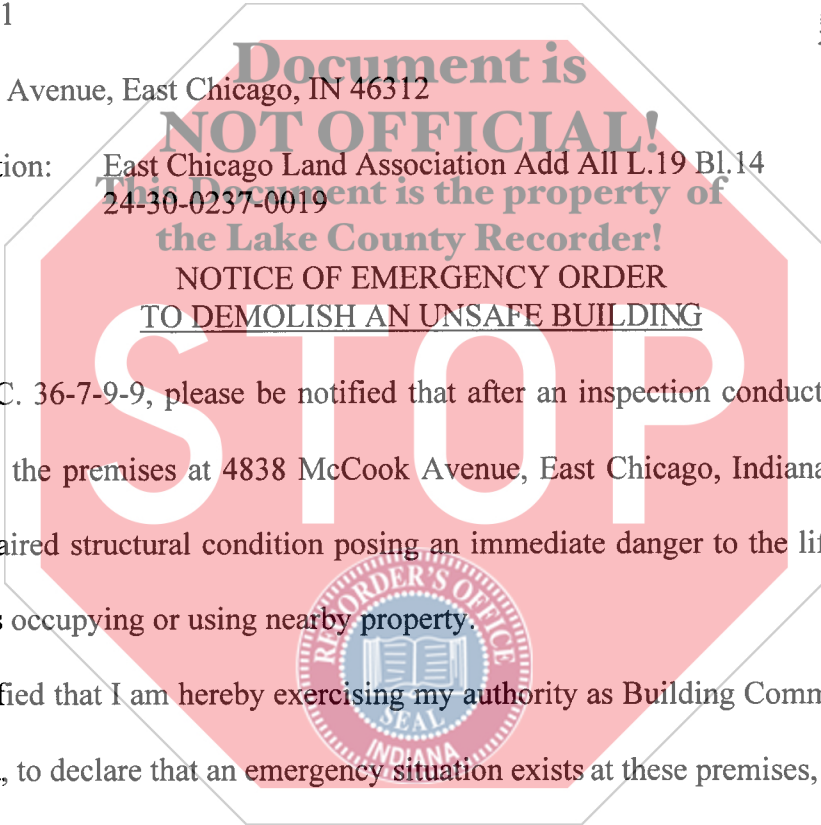 1
Avenue, East Chicago, IN 46312
Document is
NOT OFFICIAL!
This Document is the property of
the Lake County Recorder!
tion: East Chicago Land Association Add All L.19 Bl.14
24-30-0237-0019
NOTICE OF EMERGENCY ORDER
TO DEMOLISH AN UNSAFE BUILDING
STOP
C. 36-7-9-9, please be notified that after an inspection conduct
the premises at 4838 McCook Avenue, East Chicago, Indiana
aired structural condition posing an immediate danger to the lif
s occupying or using nearby property.
fied that I am hereby exercising my authority as Building Comm
, to declare that an emergency situation exists at these premises,
RECORDER'S OFFICE
SEAL
INDIANA